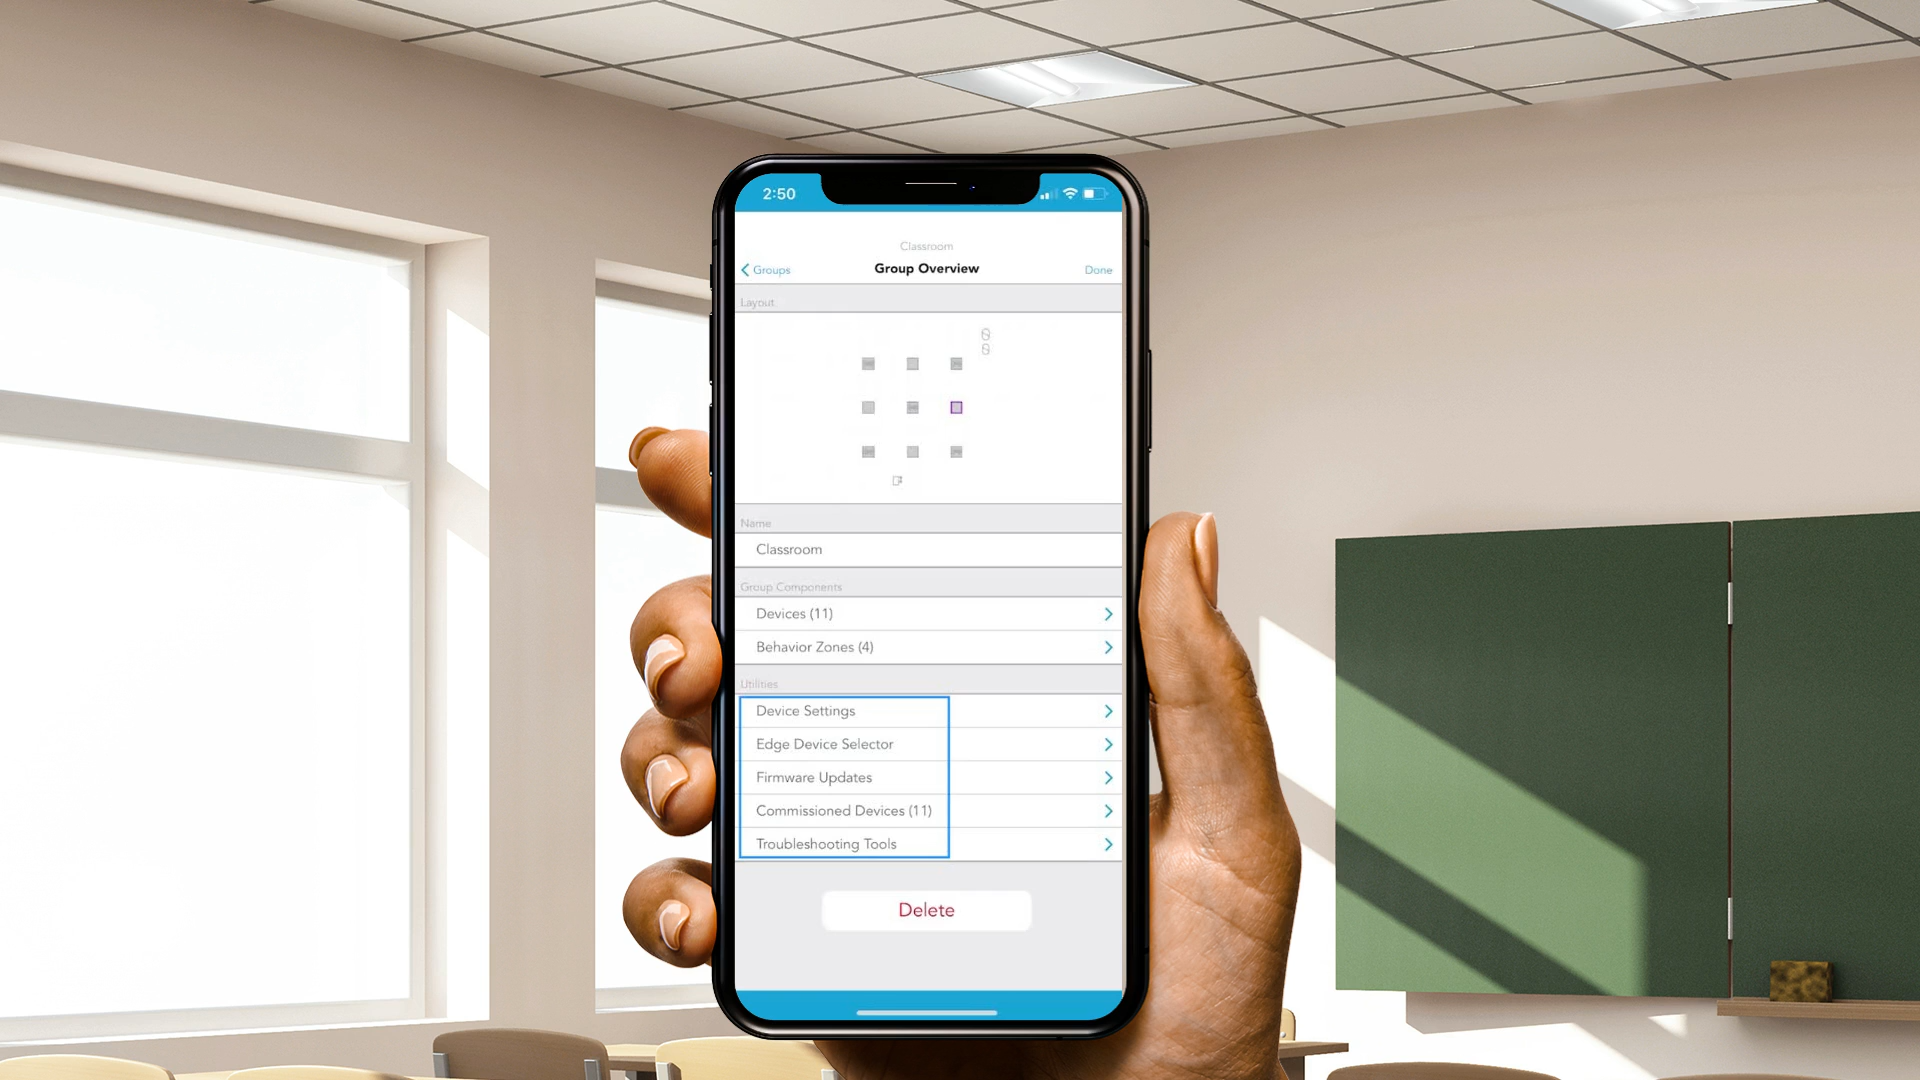 2:50
Classroom
Groups
Group Overview
Done
Layout
Name
Classroom
Group Components
Devices (11)
Behavior Zones (4)
Utilities
Device Settings
Edge Device Selector
Firmware Updates
Commissioned Devices (11)
Troubleshooting Tools
Delete